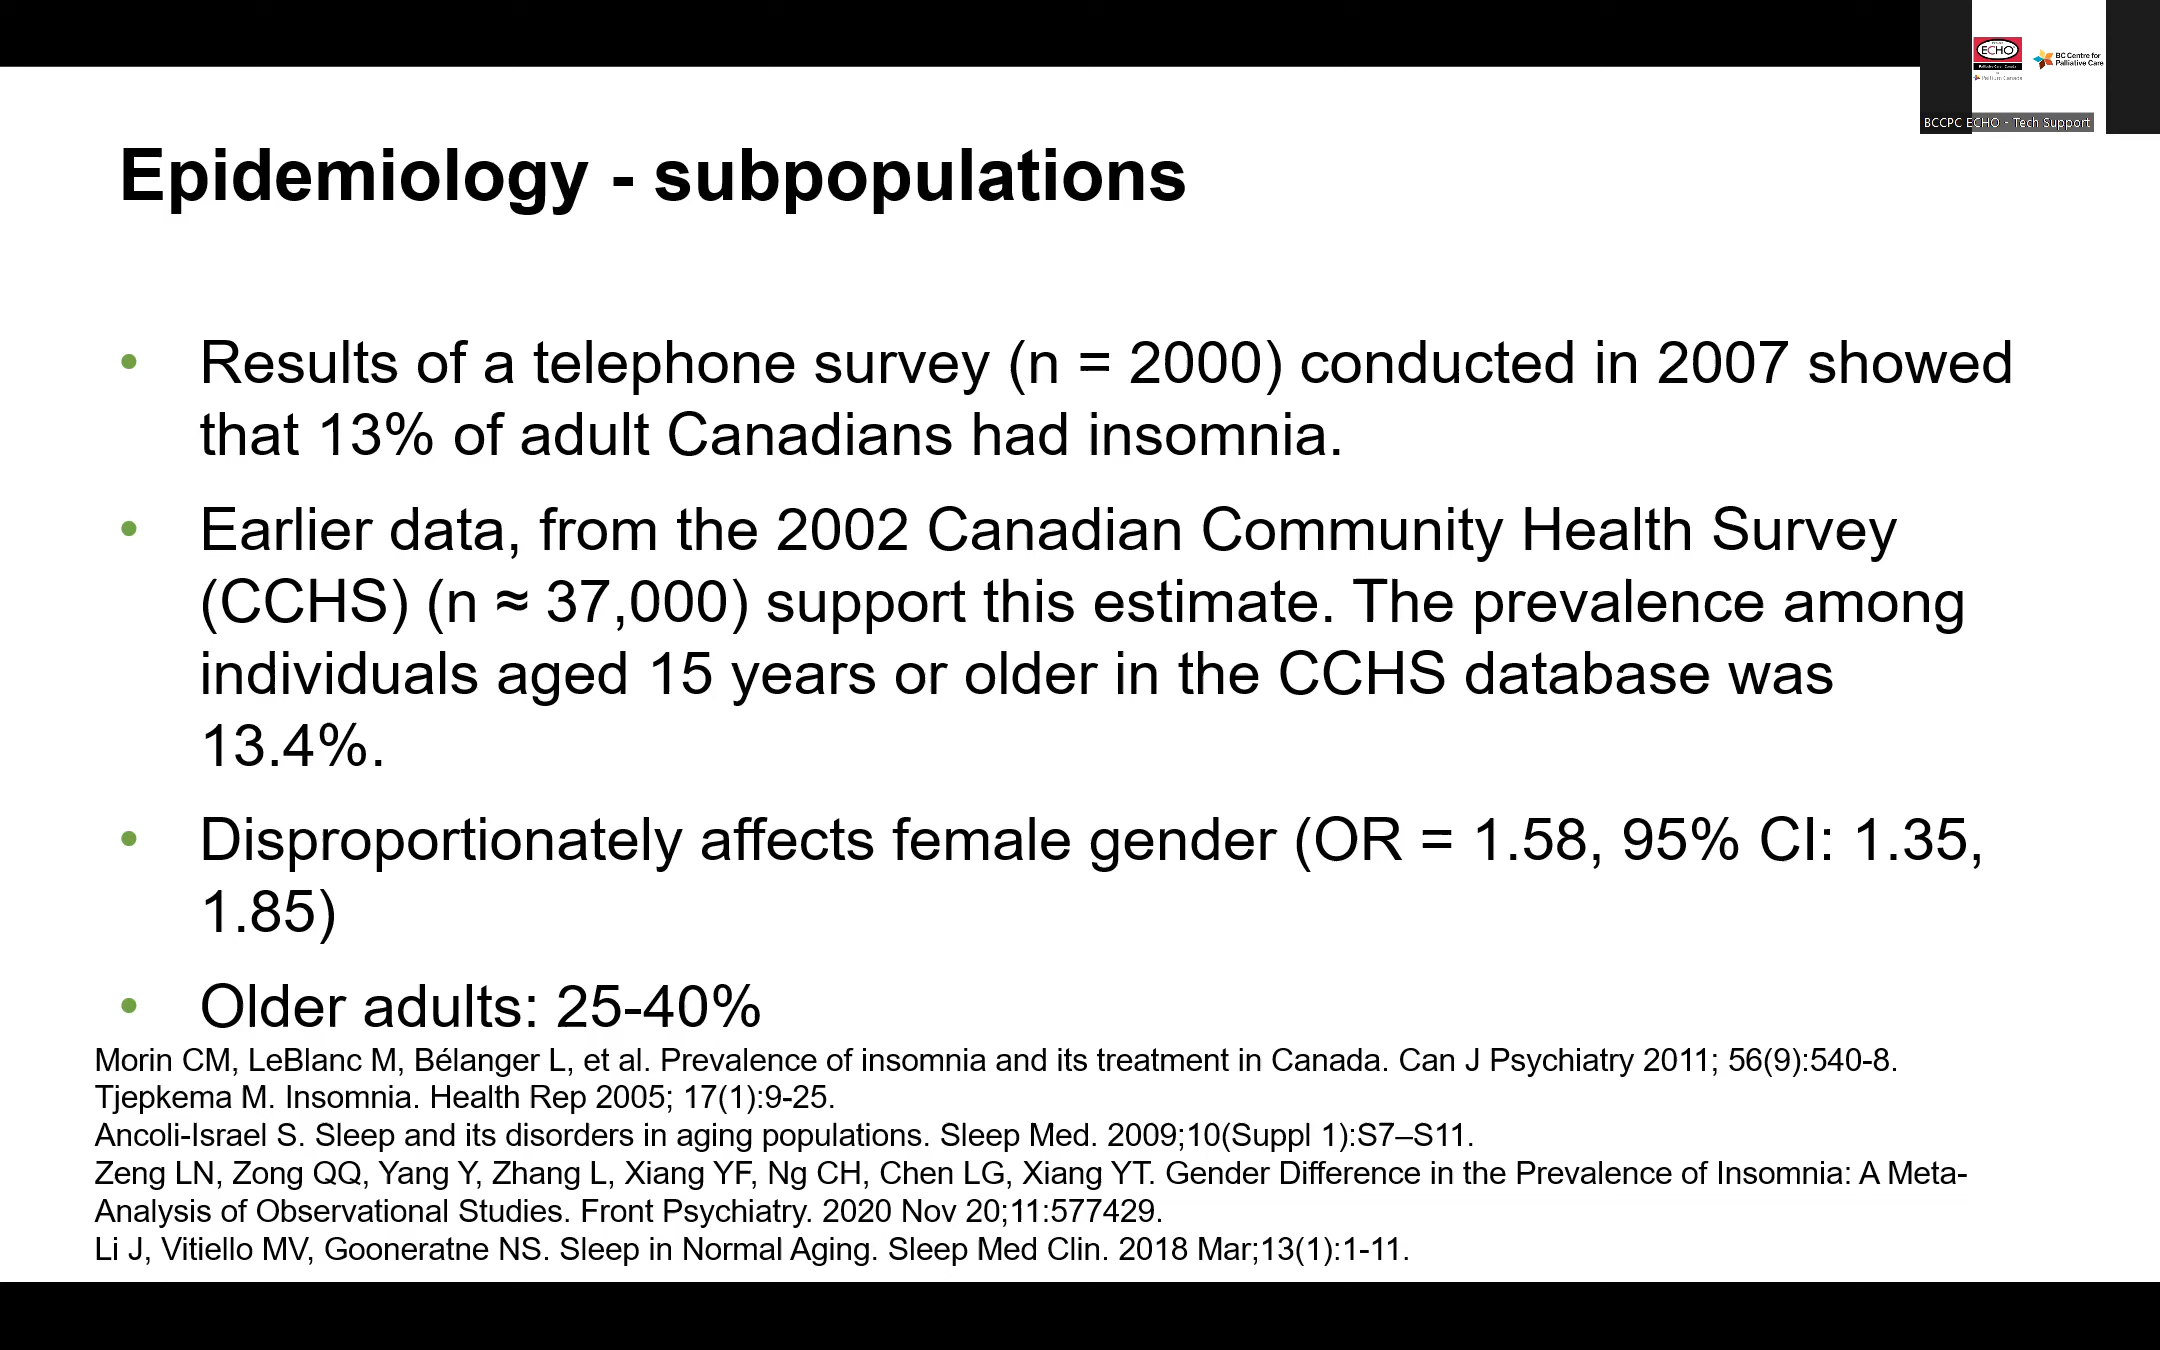 ECHO
BC Centre for
Palliative Care
Pallium Canada
BCCPC ECHO - Tech Support
Epidemiology - subpopulations
• Results of a telephone survey (n = 2000) conducted in 2007 showed
that 13% of adult Canadians had insomnia.
• Earlier data, from the 2002 Canadian Community Health Survey
(CCHS) (n ≈ 37,000) support this estimate. The prevalence among
individuals aged 15 years or older in the CCHS database was
13.4%.
• Disproportionately affects female gender (OR = 1.58, 95% CI: 1.35,
1.85)
• Older adults: 25-40%
Morin CM, LeBlanc M, Bélanger L, et al. Prevalence of insomnia and its treatment in Canada. Can J Psychiatry 2011; 56(9):540-8.
Tjepkema M. Insomnia. Health Rep 2005; 17(1):9-25.
Ancoli-Israel S. Sleep and its disorders in aging populations. Sleep Med. 2009;10(Suppl 1):S7–S11.
Zeng LN, Zong QQ, Yang Y, Zhang L, Xiang YF, Ng CH, Chen LG, Xiang YT. Gender Difference in the Prevalence of Insomnia: A Meta-
Analysis of Observational Studies. Front Psychiatry. 2020 Nov 20;11:577429.
Li J, Vitiello MV, Gooneratne NS. Sleep in Normal Aging. Sleep Med Clin. 2018 Mar;13(1):1-11.